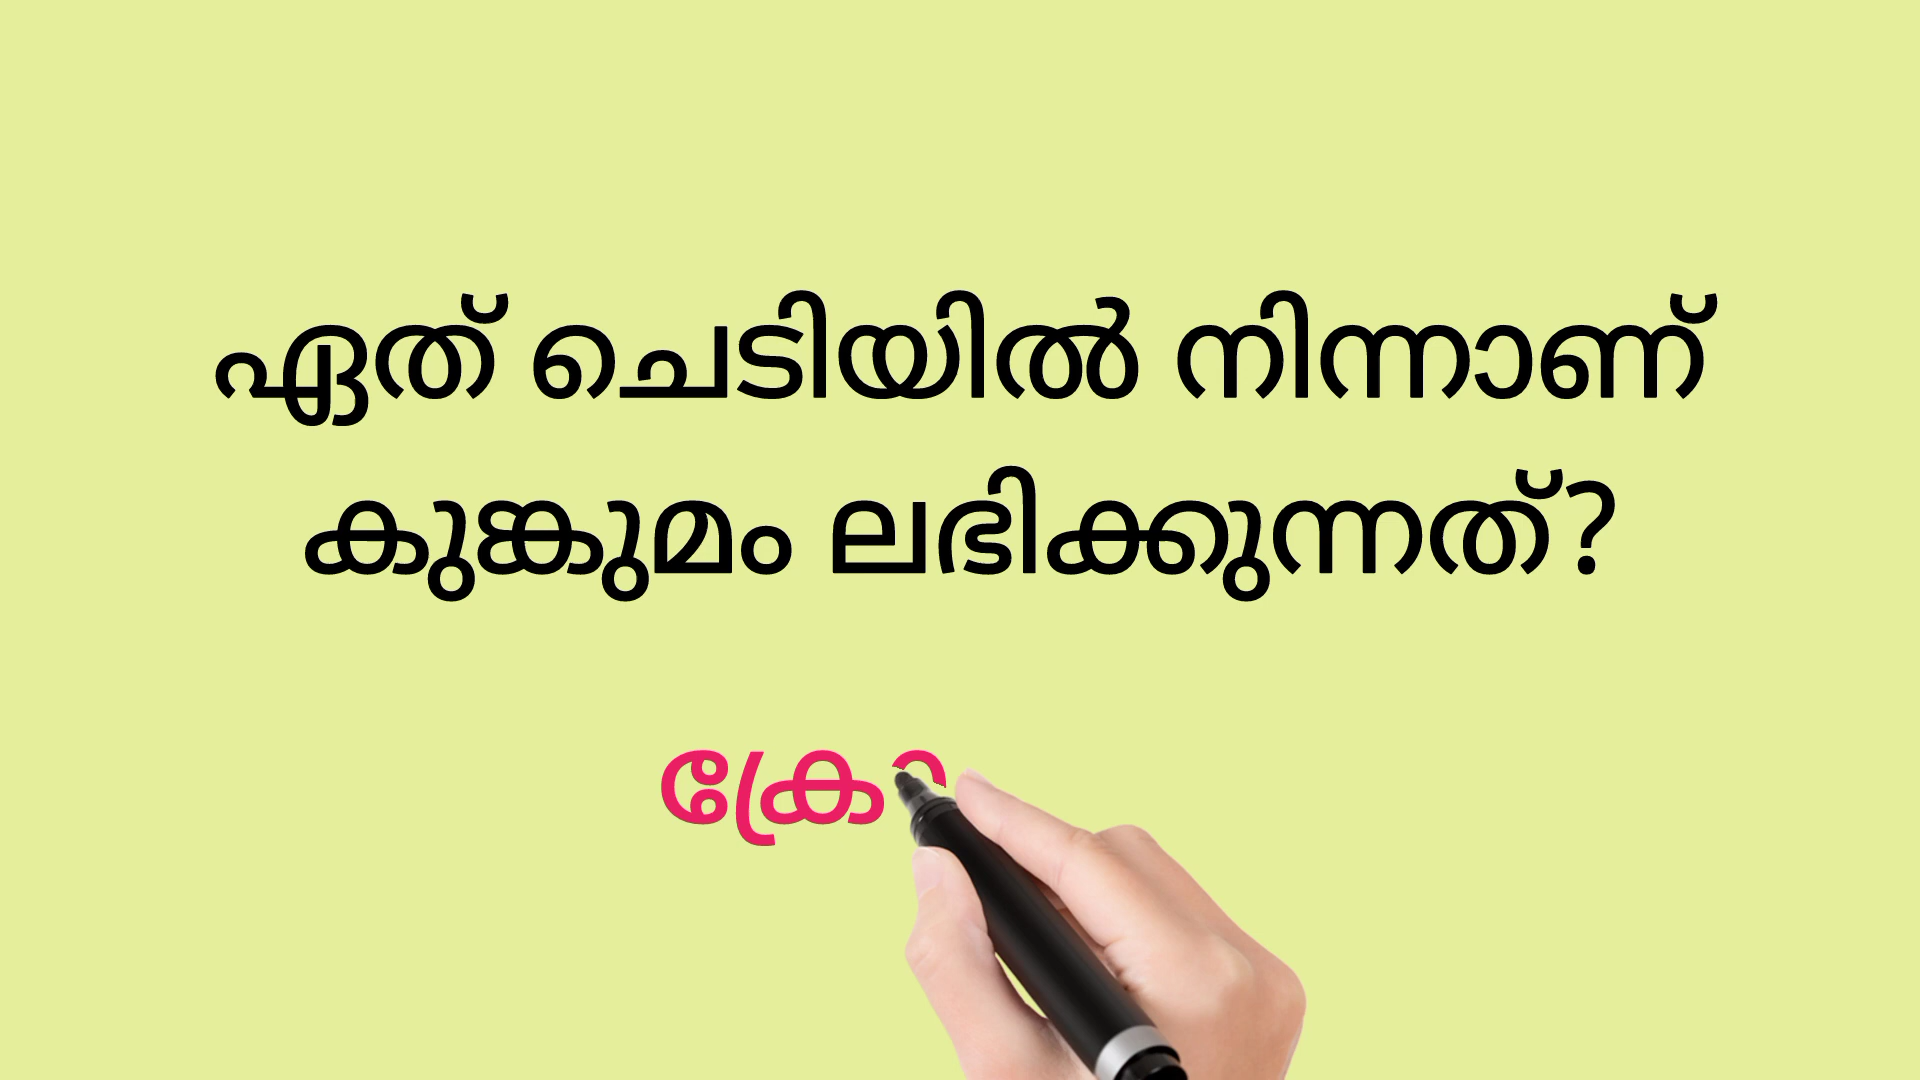 ഏത് ചെടിയിൽ നിന്നാണ്
കുങ്കുമം ലഭിക്കുന്നത്?
ക്രോ